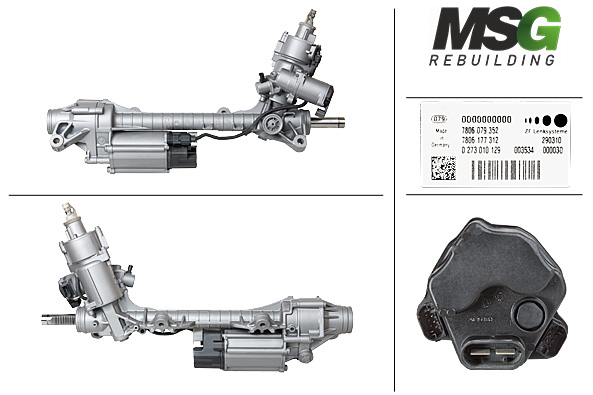 MSG
REBUILDING
079
0000000000
ZF Lenksysteme
Made
in
Germany
7806 079 352
7806 177 312
290310
0 273 010 129
003534
000030